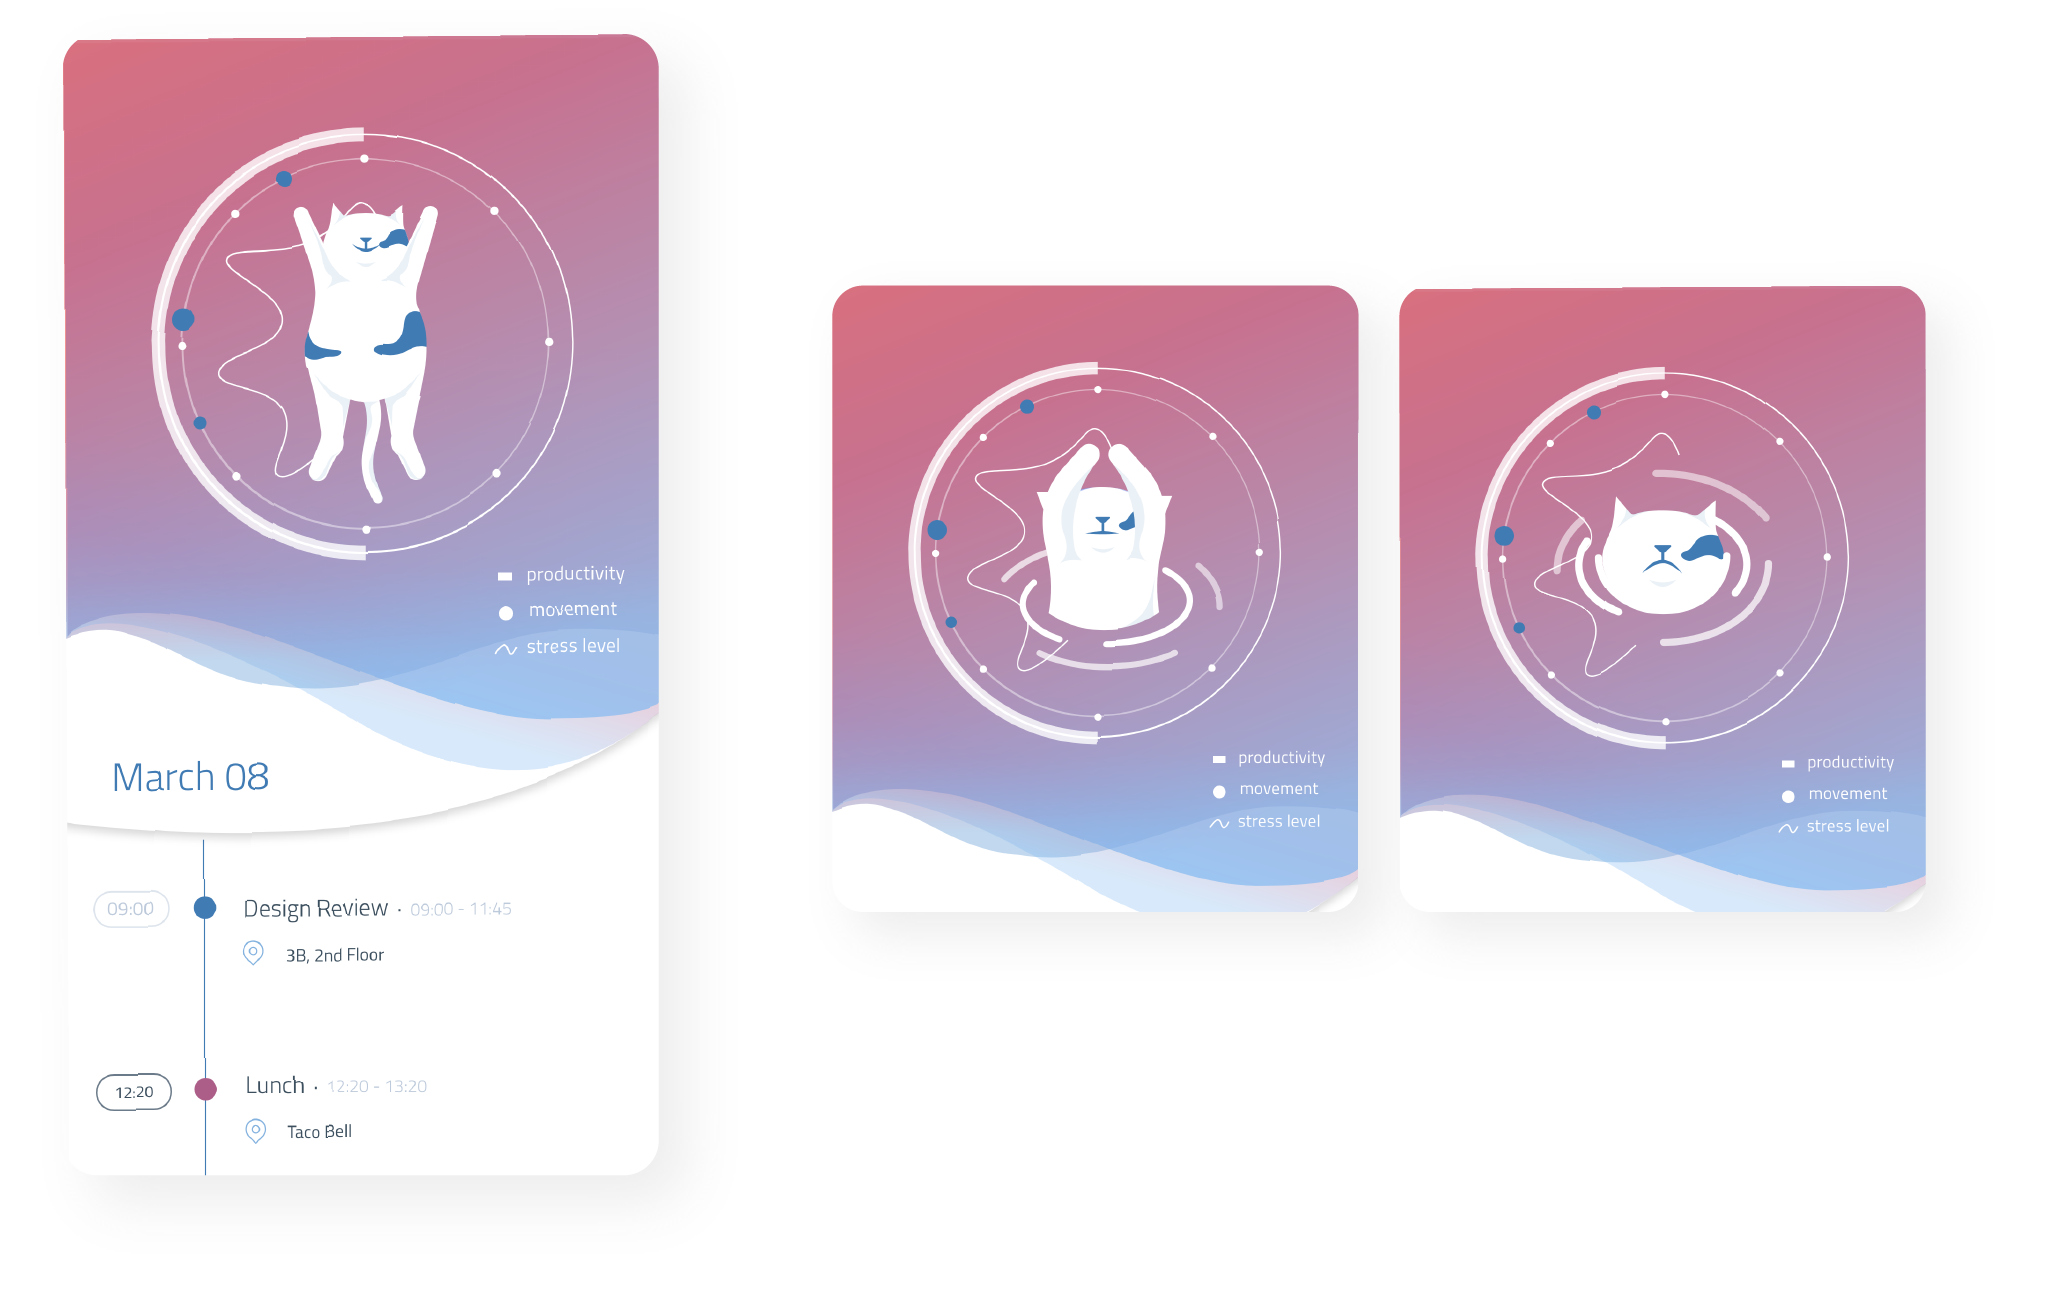 productivity
movement
stress level
March 08
09:00 Design Review · 09:00 - 11:45
3B, 2nd Floor
12:20 Lunch · 12:20 - 13:20
Taco Bell
productivity
movement
stress level
productivity
movement
stress level